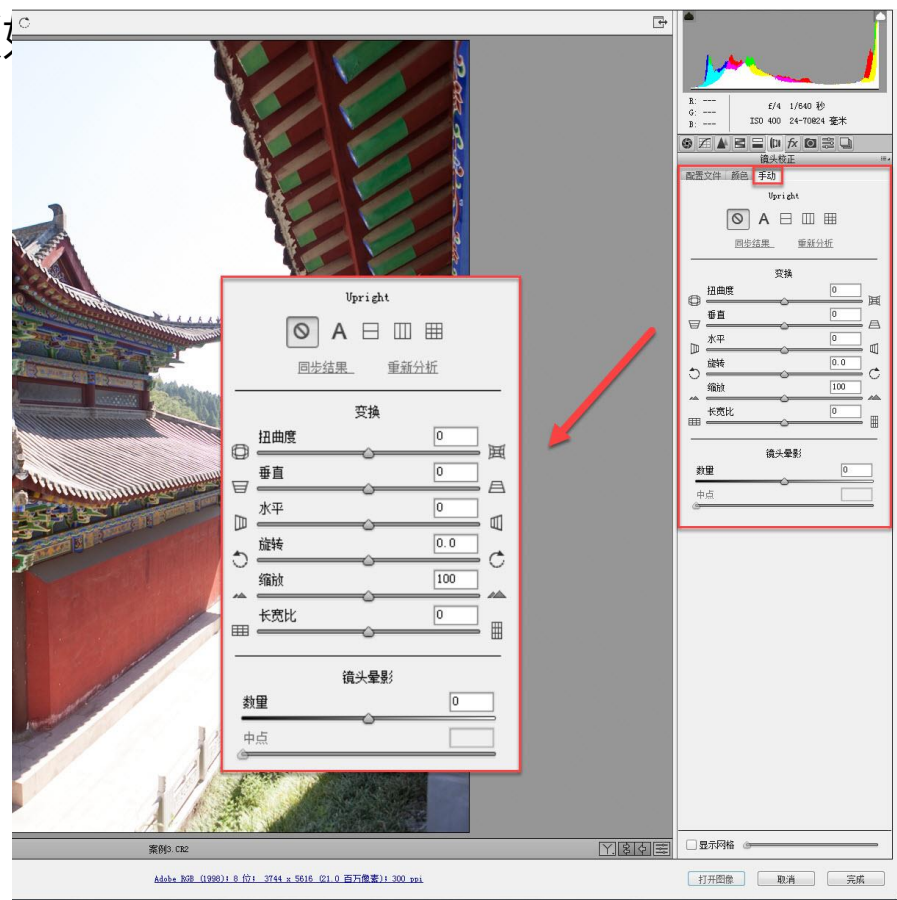 f/4 1/640 秒
R: ---
G: ---
B: ---
ISO 400 24-70@24 毫米
fx
镜头校正
配置文件 颜色 手动
Upright
A
同步结果 重新分析
变换
扭曲度 0
垂直 0
水平 0
旋转 0.0
缩放 100
长宽比 0
镜头晕影
数量 0
中点
Upright
A
同步结果 重新分析
变换
扭曲度 0
垂直 0
水平 0
旋转 0.0
缩放 100
长宽比 0
镜头晕影
数量 0
中点
显示网格
案例3.CR2
Y
Adobe RGB (1998); 8 位; 3744 x 5616 (21.0 百万像素); 300 ppi
打开图像 取消 完成